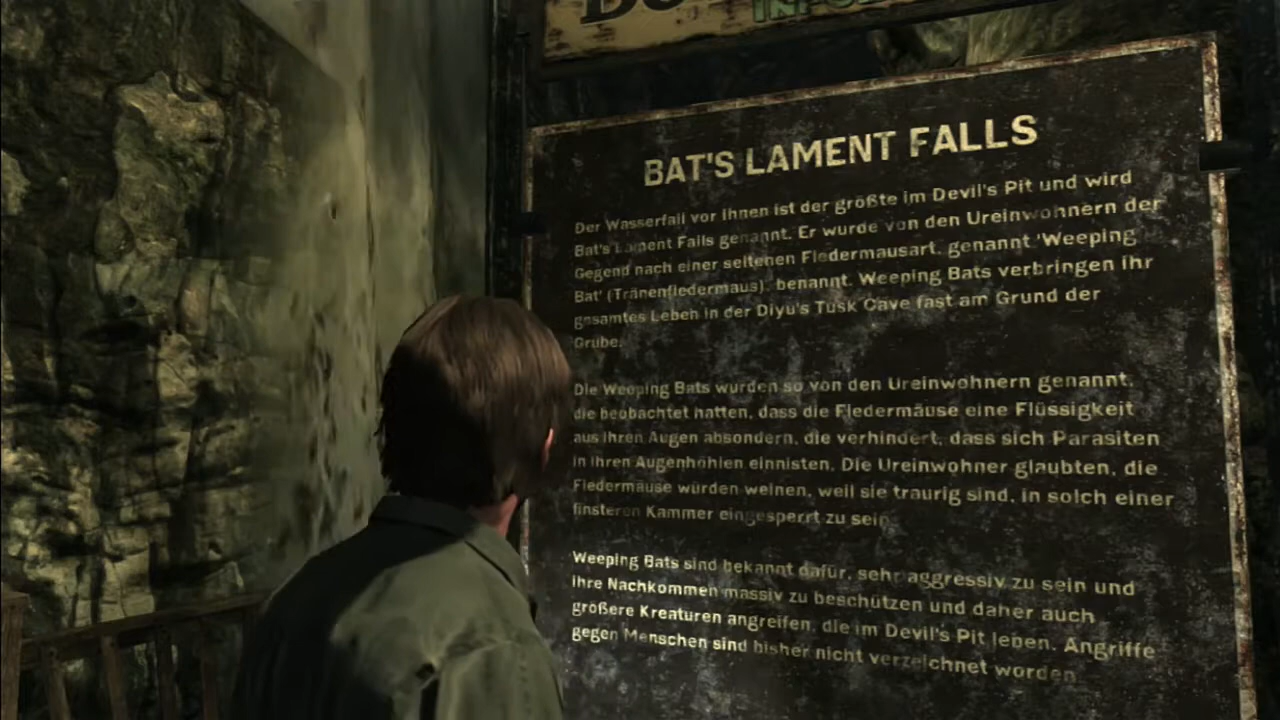 BAT'S LAMENT FALLS
Der Wasserfall vor Ihnen ist der größte im Devil's Pit und wird
Bat's Lament Falls genannt. Er wurde von den Ureinwohnern der
Gegend nach einer seltenen Fledermausart, genannt 'Weeping
Bat' (Tränenfledermaus), benannt. Weeping Bats verbringen ihr
gesamtes Leben in der Diyu's Tusk Cave fast am Grund der
Grube.
Die Weeping Bats wurden so von den Ureinwohnern genannt,
die beobachtet hatten, dass die Fledermäuse eine Flüssigkeit
aus ihren Augen absondern, die verhindert, dass sich Parasiten
in ihren Augenhöhlen einnisten. Die Ureinwohner glaubten, die
Fledermäuse würden weinen, weil sie traurig sind, in solch einer
finsteren Kammer eingesperrt zu sein.
Weeping Bats sind bekannt dafür, sehr aggressiv zu sein und
ihre Nachkommen massiv zu beschützen und daher auch
größere Kreaturen angreifen, die im Devil's Pit leben. Angriffe
gegen Menschen sind bisher nicht verzeichnet worden.